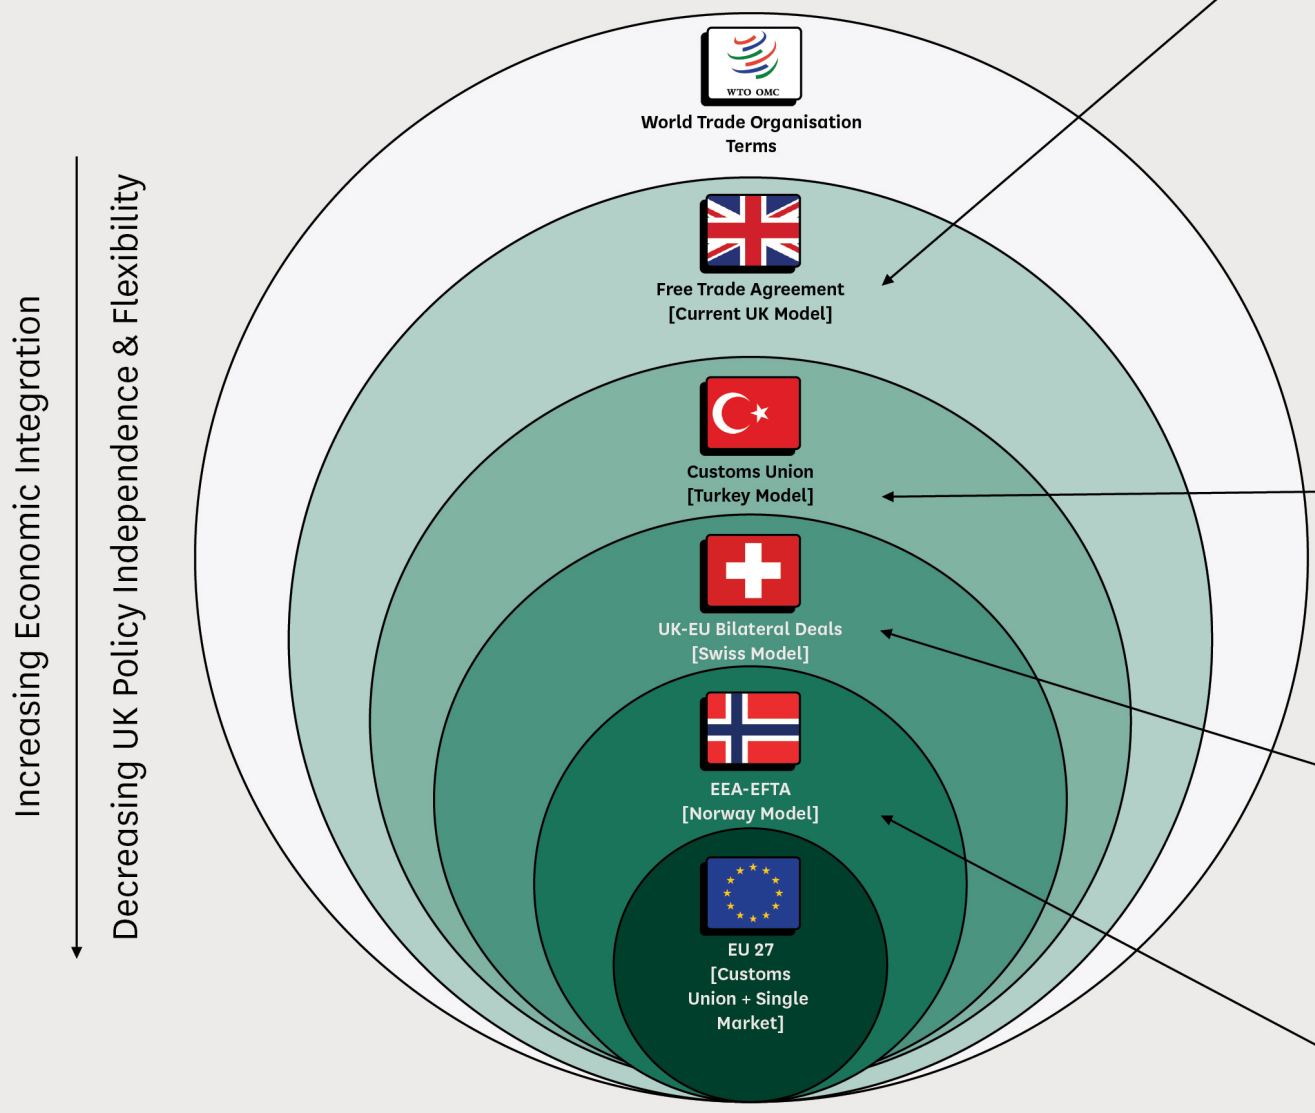 Increasing Economic Integration
Decreasing UK Policy Independence & Flexibility
WTO OMC
World Trade Organisation
Terms
Free Trade Agreement
[Current UK Model]
Customs Union
[Turkey Model]
UK-EU Bilateral Deals
[Swiss Model]
EEA-EFTA
[Norway Model]
EU 27
[Customs
Union + Single
Market]